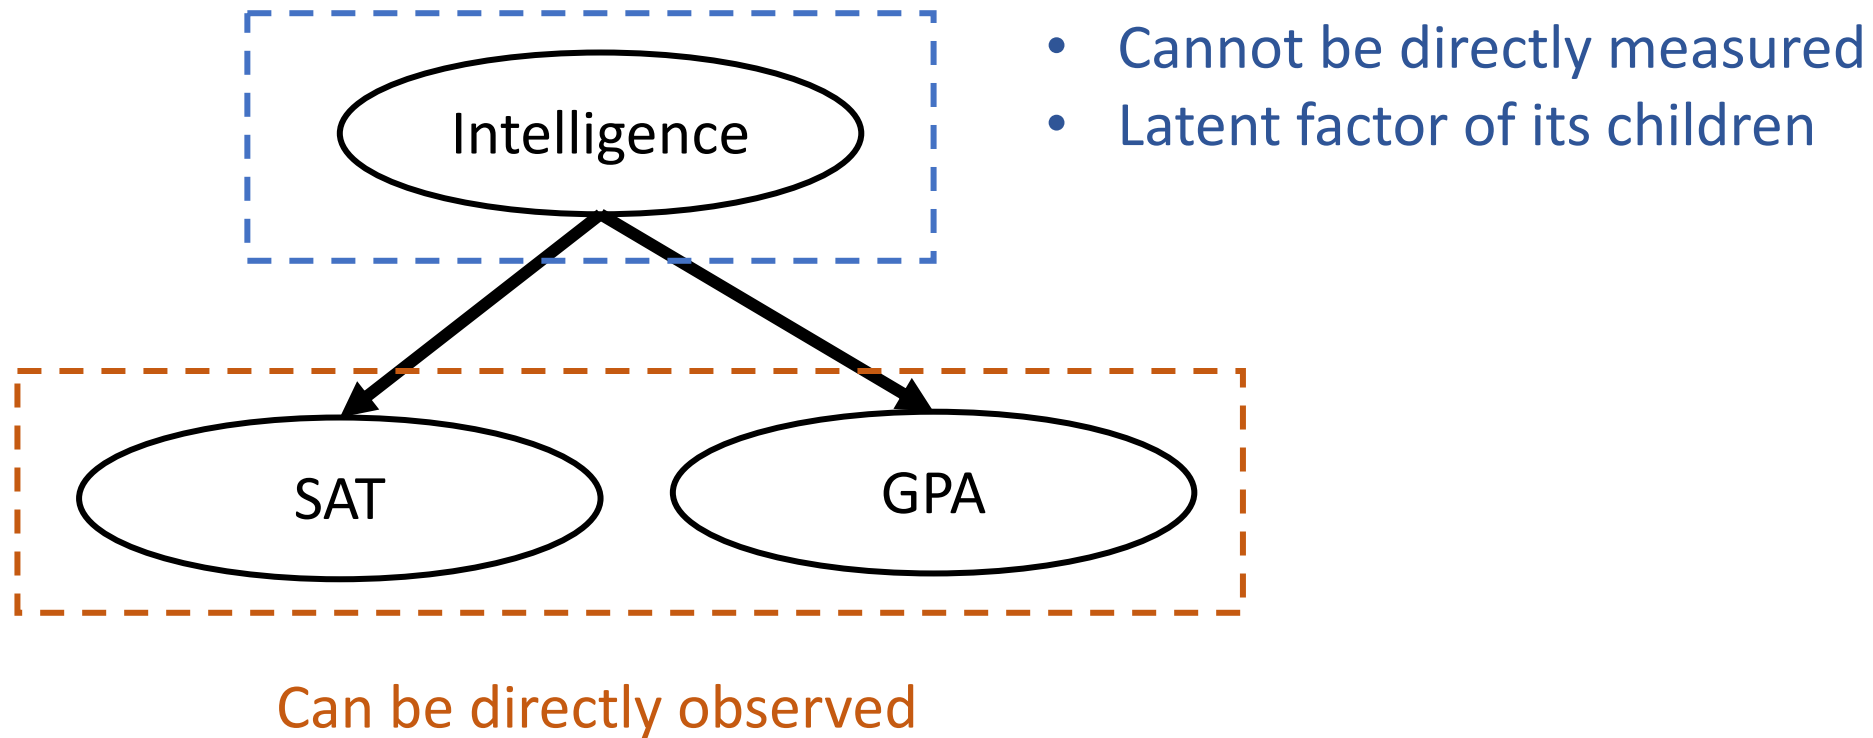 Intelligence
• Cannot be directly measured
• Latent factor of its children
SAT
GPA
Can be directly observed